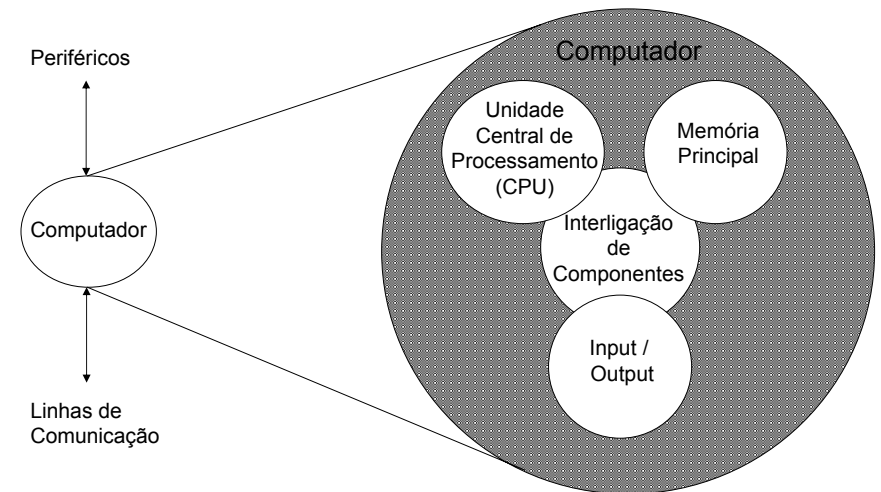 Periféricos
Computador
Linhas de
Comunicação
Computador
Unidade
Central de
Processamento
(CPU)
Memória
Principal
Interligação
de
Componentes
Input /
Output